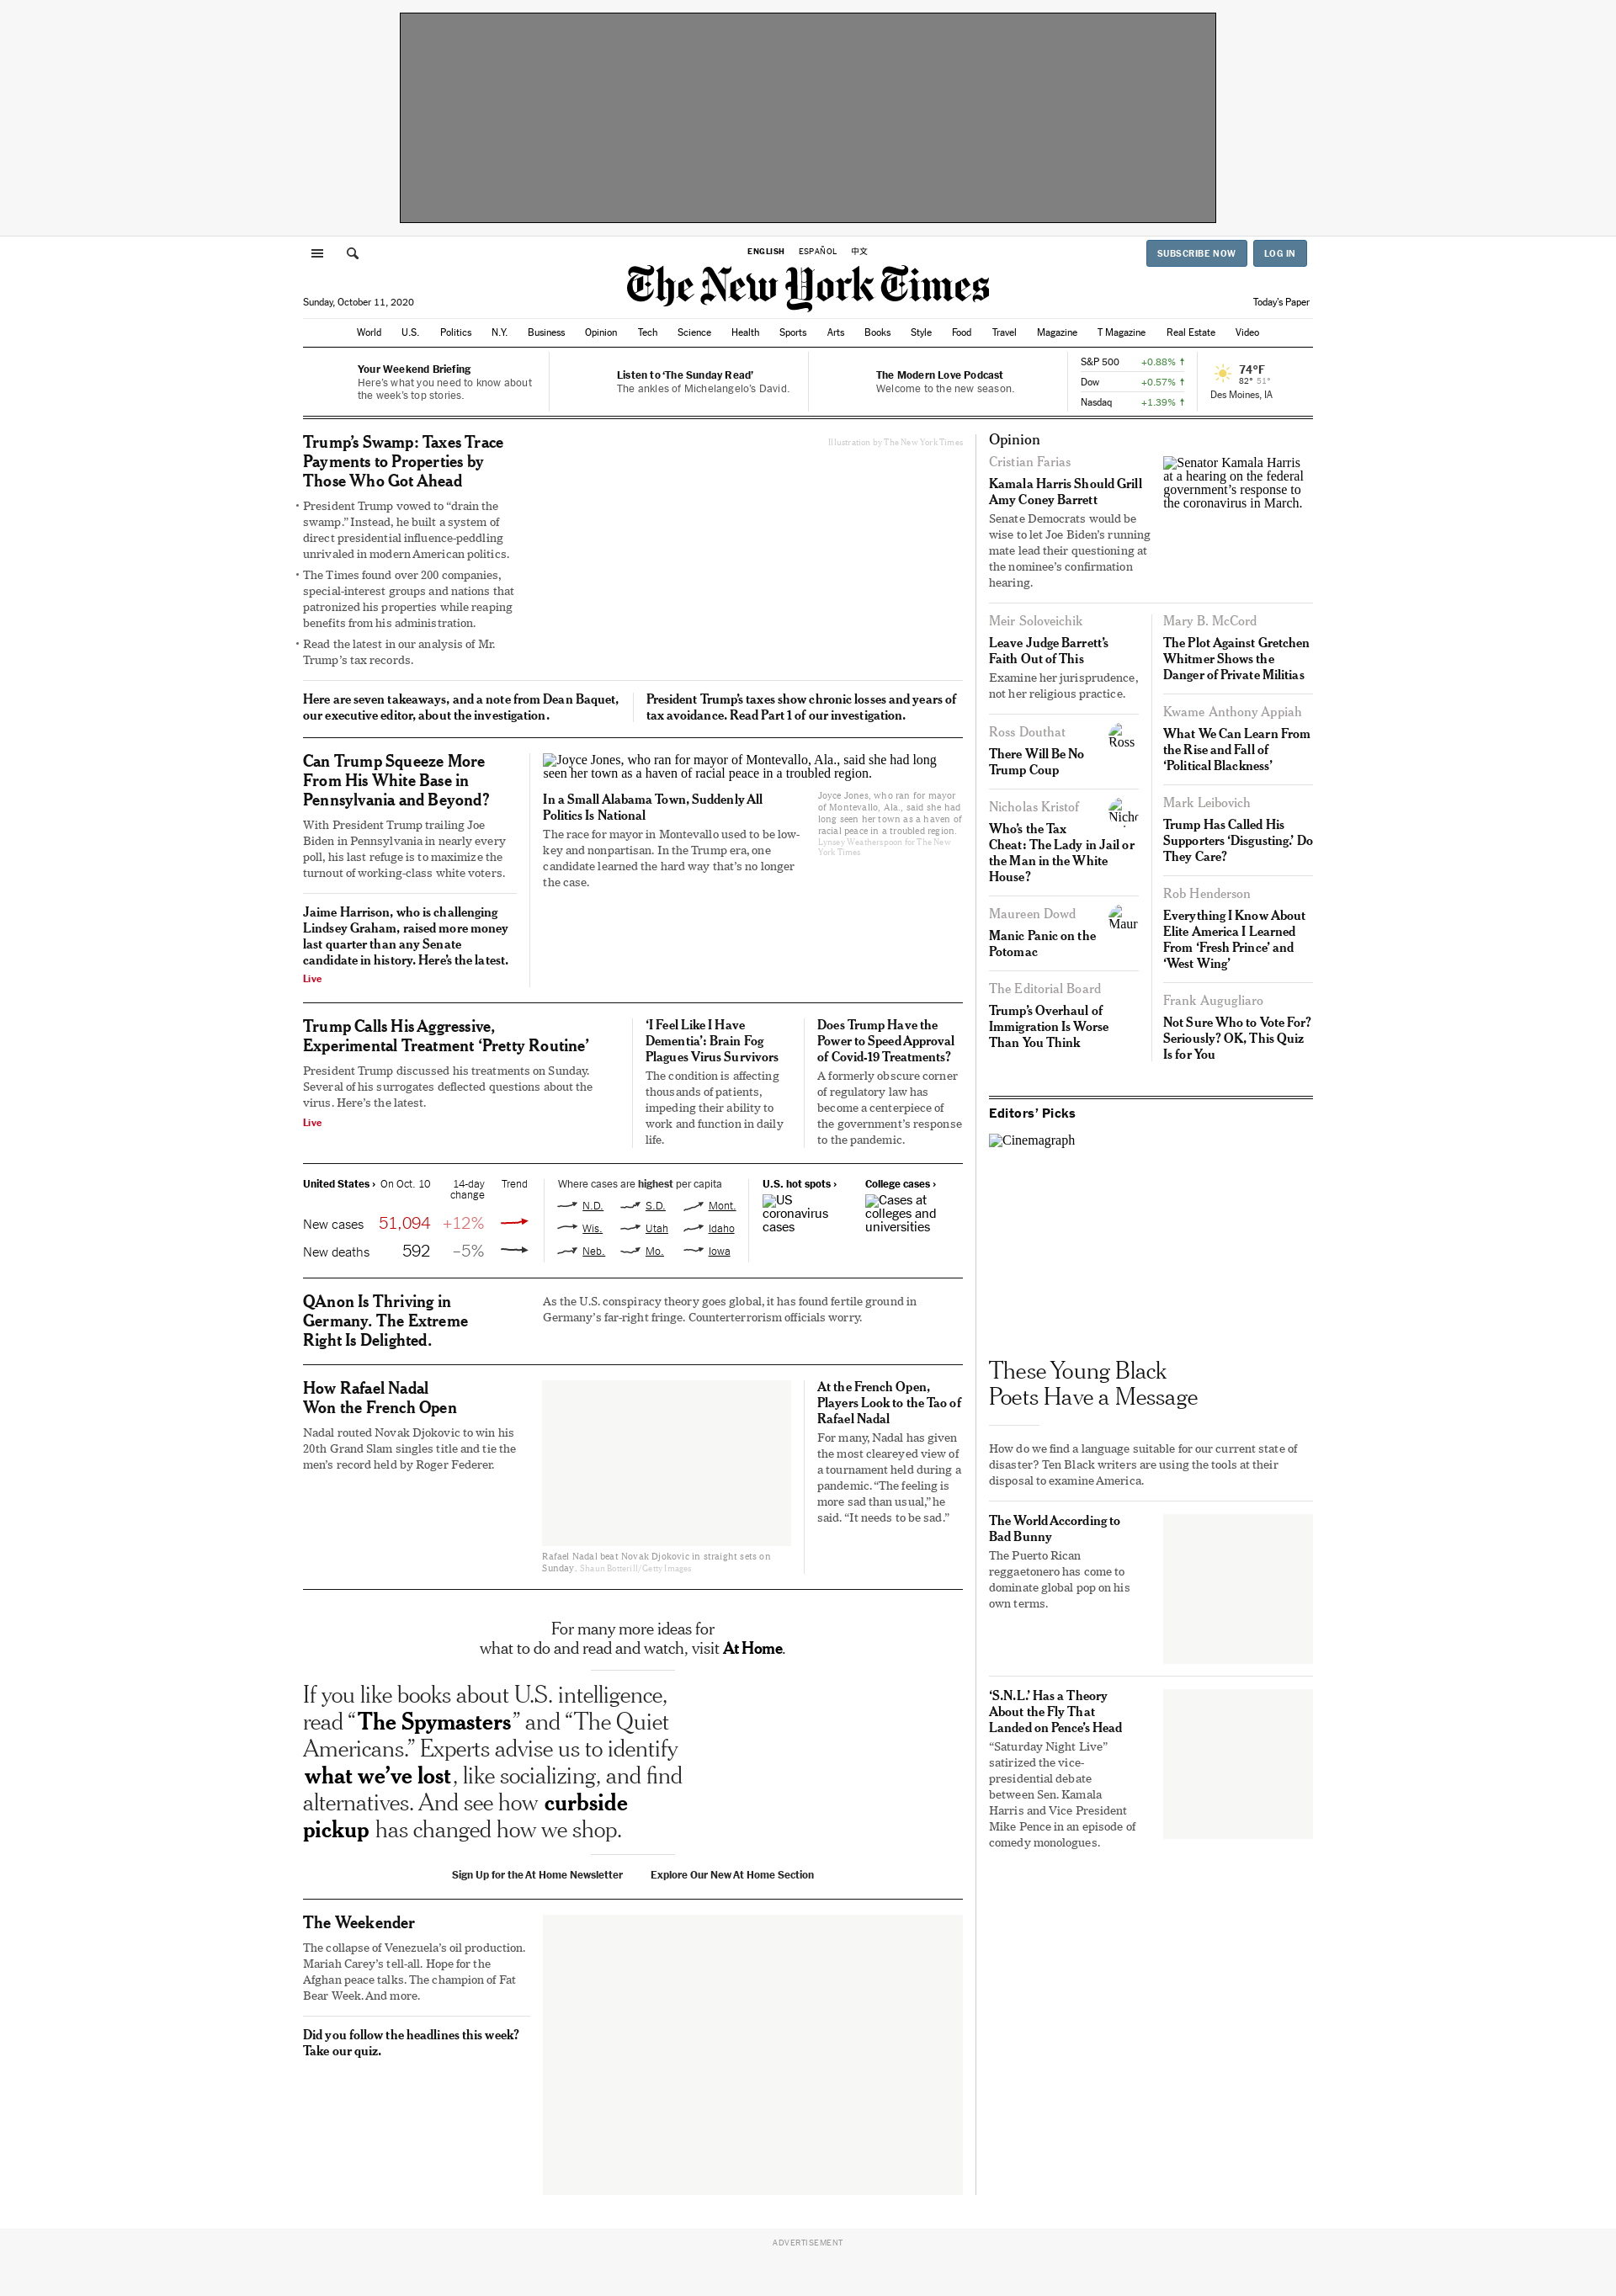 ENGLISH ESPAÑOL 中文
SUBSCRIBE NOW LOG IN
The New York Times
Sunday, October 11, 2020
Today's Paper
World U.S. Politics N.Y. Business Opinion Tech Science Health Sports Arts Books Style Food Travel Magazine T Magazine Real Estate Video
Your Weekend Briefing
Here's what you need to know about
the week's top stories.
Listen to ‘The Sunday Read’
The ankles of Michelangelo's David.
The Modern Love Podcast
Welcome to the new season.
S&P 500 +0.88%
Dow +0.57%
Nasdaq +1.39%
74°F
82° 51°
Des Moines, IA
Trump’s Swamp: Taxes Trace
Payments to Properties by
Those Who Got Ahead
• President Trump vowed to “drain the
swamp.” Instead, he built a system of
direct presidential influence-peddling
unrivaled in modern American politics.
• The Times found over 200 companies,
special-interest groups and nations that
patronized his properties while reaping
benefits from his administration.
• Read the latest in our analysis of Mr.
Trump’s tax records.
Illustration by The New York Times
Here are seven takeaways, and a note from Dean Baquet,
our executive editor, about the investigation.
President Trump’s taxes show chronic losses and years of
tax avoidance. Read Part 1 of our investigation.
Can Trump Squeeze More
From His White Base in
Pennsylvania and Beyond?
With President Trump trailing Joe
Biden in Pennsylvania in nearly every
poll, his last refuge is to maximize the
turnout of working-class white voters.
Jaime Harrison, who is challenging
Lindsey Graham, raised more money
last quarter than any Senate
candidate in history. Here’s the latest.
Live
Joyce Jones, who ran for mayor of Montevallo, Ala., said she had long
seen her town as a haven of racial peace in a troubled region.
In a Small Alabama Town, Suddenly All
Politics Is National
The race for mayor in Montevallo used to be low-
key and nonpartisan. In the Trump era, one
candidate learned the hard way that’s no longer
the case.
Joyce Jones, who ran for mayor
of Montevallo, Ala., said she had
long seen her town as a haven of
racial peace in a troubled region.
Lynsey Weatherspoon for The New
York Times
Trump Calls His Aggressive,
Experimental Treatment ‘Pretty Routine’
President Trump discussed his treatments on Sunday.
Several of his surrogates deflected questions about the
virus. Here’s the latest.
Live
‘I Feel Like I Have
Dementia’: Brain Fog
Plagues Virus Survivors
The condition is affecting
thousands of patients,
impeding their ability to
work and function in daily
life.
Does Trump Have the
Power to Speed Approval
of Covid-19 Treatments?
A formerly obscure corner
of regulatory law has
become a centerpiece of
the government’s response
to the pandemic.
United States › On Oct. 10 14-day Trend
change
New cases 51,094 +12%
New deaths 592 –5%
Where cases are highest per capita
N.D. S.D. Mont.
Wis. Utah Idaho
Neb. Mo. Iowa
U.S. hot spots ›
US
coronavirus
cases
College cases ›
Cases at
colleges and
universities
QAnon Is Thriving in
Germany. The Extreme
Right Is Delighted.
As the U.S. conspiracy theory goes global, it has found fertile ground in
Germany’s far-right fringe. Counterterrorism officials worry.
How Rafael Nadal
Won the French Open
Nadal routed Novak Djokovic to win his
20th Grand Slam singles title and tie the
men’s record held by Roger Federer.
Rafael Nadal beat Novak Djokovic in straight sets on
Sunday. Shaun Botterill/Getty Images
At the French Open,
Players Look to the Tao of
Rafael Nadal
For many, Nadal has given
the most cleareyed view of
a tournament held during a
pandemic. “The feeling is
more sad than usual,” he
said. “It needs to be sad.”
For many more ideas for
what to do and read and watch, visit At Home.
If you like books about U.S. intelligence,
read “The Spymasters” and “The Quiet
Americans.” Experts advise us to identify
what we’ve lost, like socializing, and find
alternatives. And see how curbside
pickup has changed how we shop.
Sign Up for the At Home Newsletter Explore Our New At Home Section
The Weekender
The collapse of Venezuela’s oil production.
Mariah Carey’s tell-all. Hope for the
Afghan peace talks. The champion of Fat
Bear Week. And more.
Did you follow the headlines this week?
Take our quiz.
Opinion
Cristian Farias
Kamala Harris Should Grill
Amy Coney Barrett
Senate Democrats would be
wise to let Joe Biden’s running
mate lead their questioning at
the nominee’s confirmation
hearing.
Senator Kamala Harris
at a hearing on the federal
government’s response to
the coronavirus in March.
Meir Soloveichik
Leave Judge Barrett’s
Faith Out of This
Examine her jurisprudence,
not her religious practice.
Ross Douthat
Ross
There Will Be No
Trump Coup
Nicholas Kristof
Who’s the Tax
Cheat: The Lady in Jail or
the Man in the White
House?
Maureen Dowd
Manic Panic on the
Potomac
The Editorial Board
Trump’s Overhaul of
Immigration Is Worse
Than You Think
Mary B. McCord
The Plot Against Gretchen
Whitmer Shows the
Danger of Private Militias
Kwame Anthony Appiah
What We Can Learn From
the Rise and Fall of
‘Political Blackness’
Mark Leibovich
Trump Has Called His
Supporters ‘Disgusting.’ Do
They Care?
Rob Henderson
Everything I Know About
Elite America I Learned
From ‘Fresh Prince’ and
‘West Wing’
Frank Augugliaro
Not Sure Who to Vote For?
Seriously? OK, This Quiz
Is for You
Editors’ Picks
Cinemagraph
These Young Black
Poets Have a Message
How do we find a language suitable for our current state of
disaster? Ten Black writers are using the tools at their
disposal to examine America.
The World According to
Bad Bunny
The Puerto Rican
reggaetonero has come to
dominate global pop on his
own terms.
‘S.N.L.’ Has a Theory
About the Fly That
Landed on Pence’s Head
“Saturday Night Live”
satirized the vice-
presidential debate
between Sen. Kamala
Harris and Vice President
Mike Pence in an episode of
comedy monologues.
ADVERTISEMENT